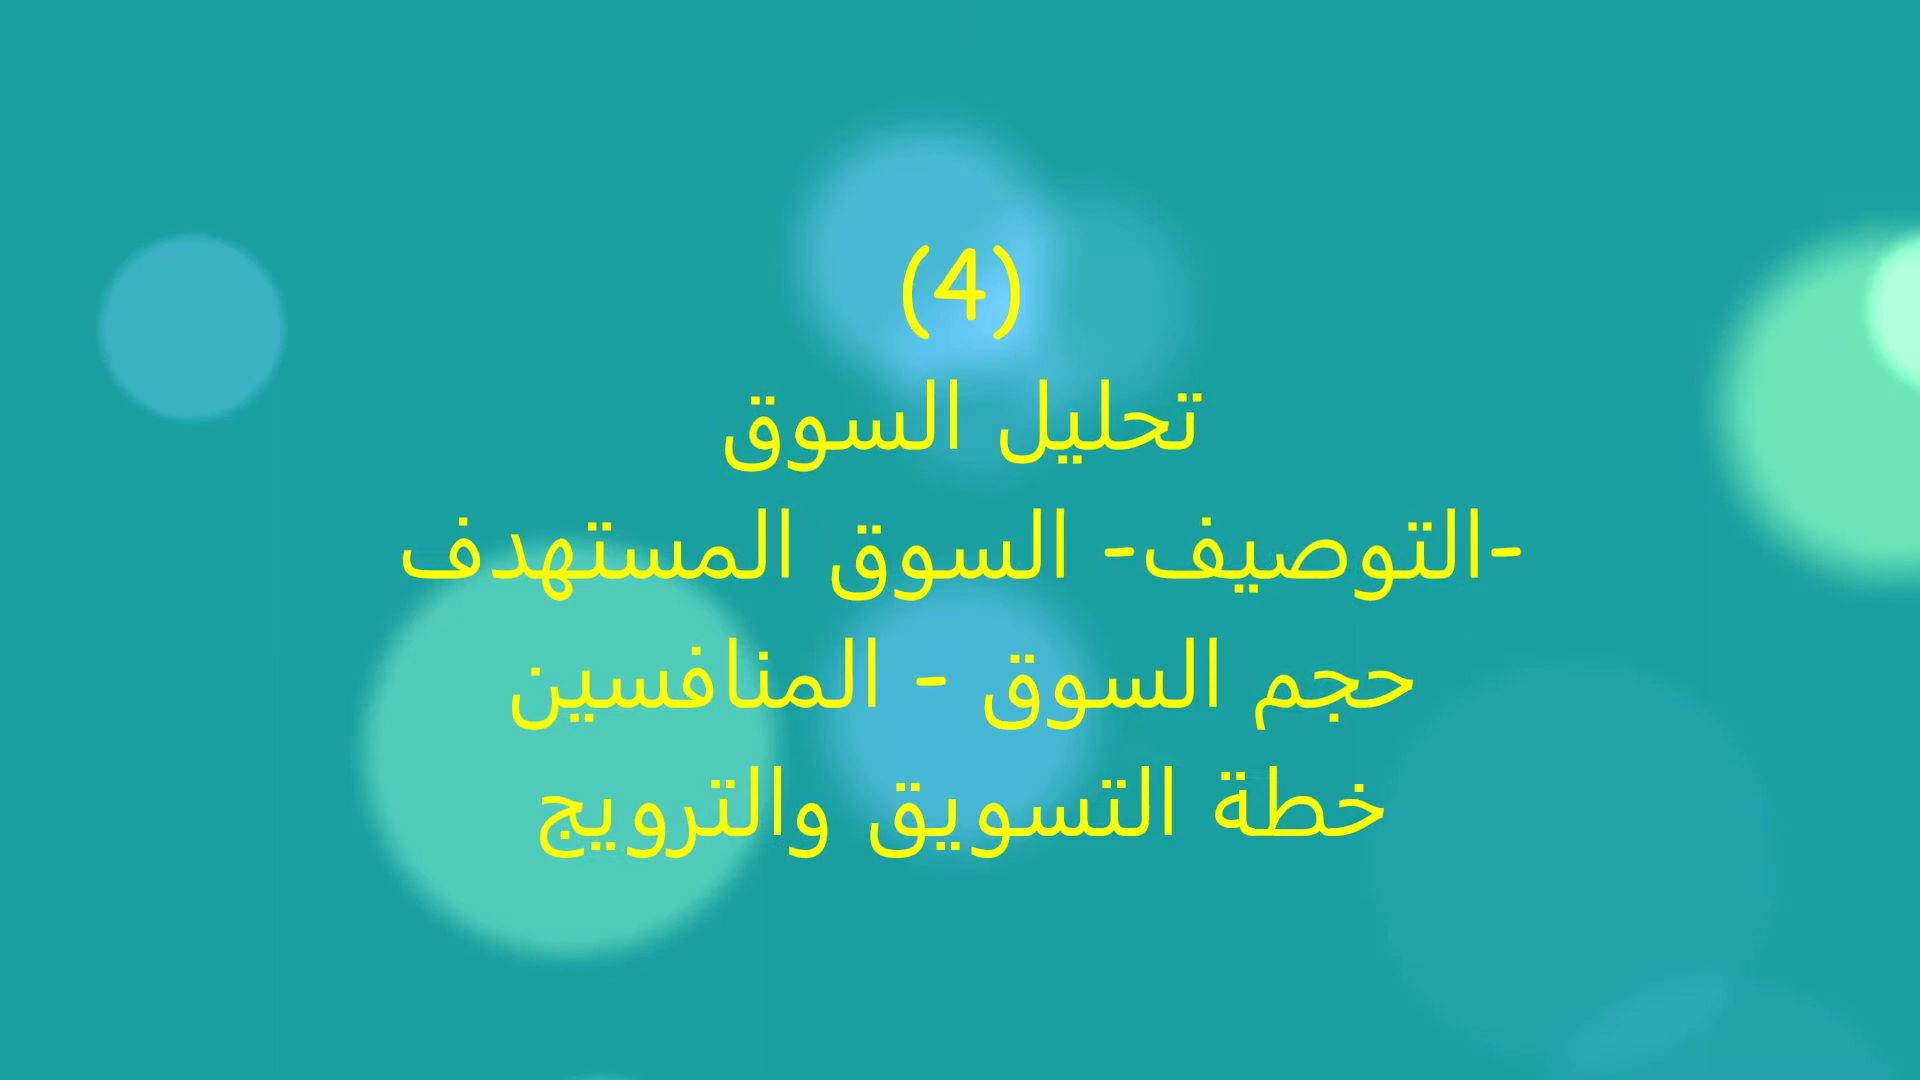 (4)
تحليل السوق
-التوصيف- السوق المستهدف
حجم السوق - المنافسين
خطة التسويق والترويج